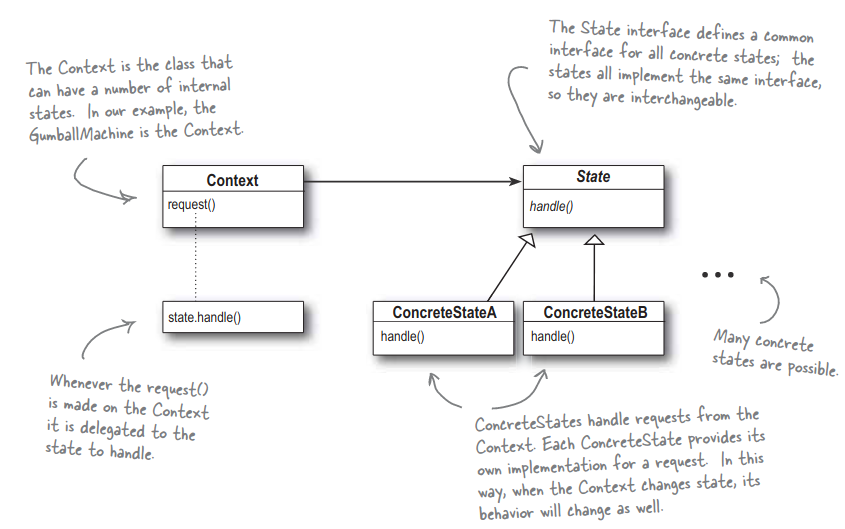 The Context is the class that
can have a number of internal
states. In our example, the
GumballMachine is the Context.
The State interface defines a common
interface for all concrete states; the
states all implement the same interface,
so they are interchangeable.
Context
request()
State
handle()
state.handle()
ConcreteStateA
handle()
ConcreteStateB
handle()
Many concrete
states are possible.
Whenever the request()
is made on the Context
it is delegated to the
state to handle.
ConcreteStates handle requests from the
Context. Each ConcreteState provides its
own implementation for a request. In this
way, when the Context changes state, its
behavior will change as well.